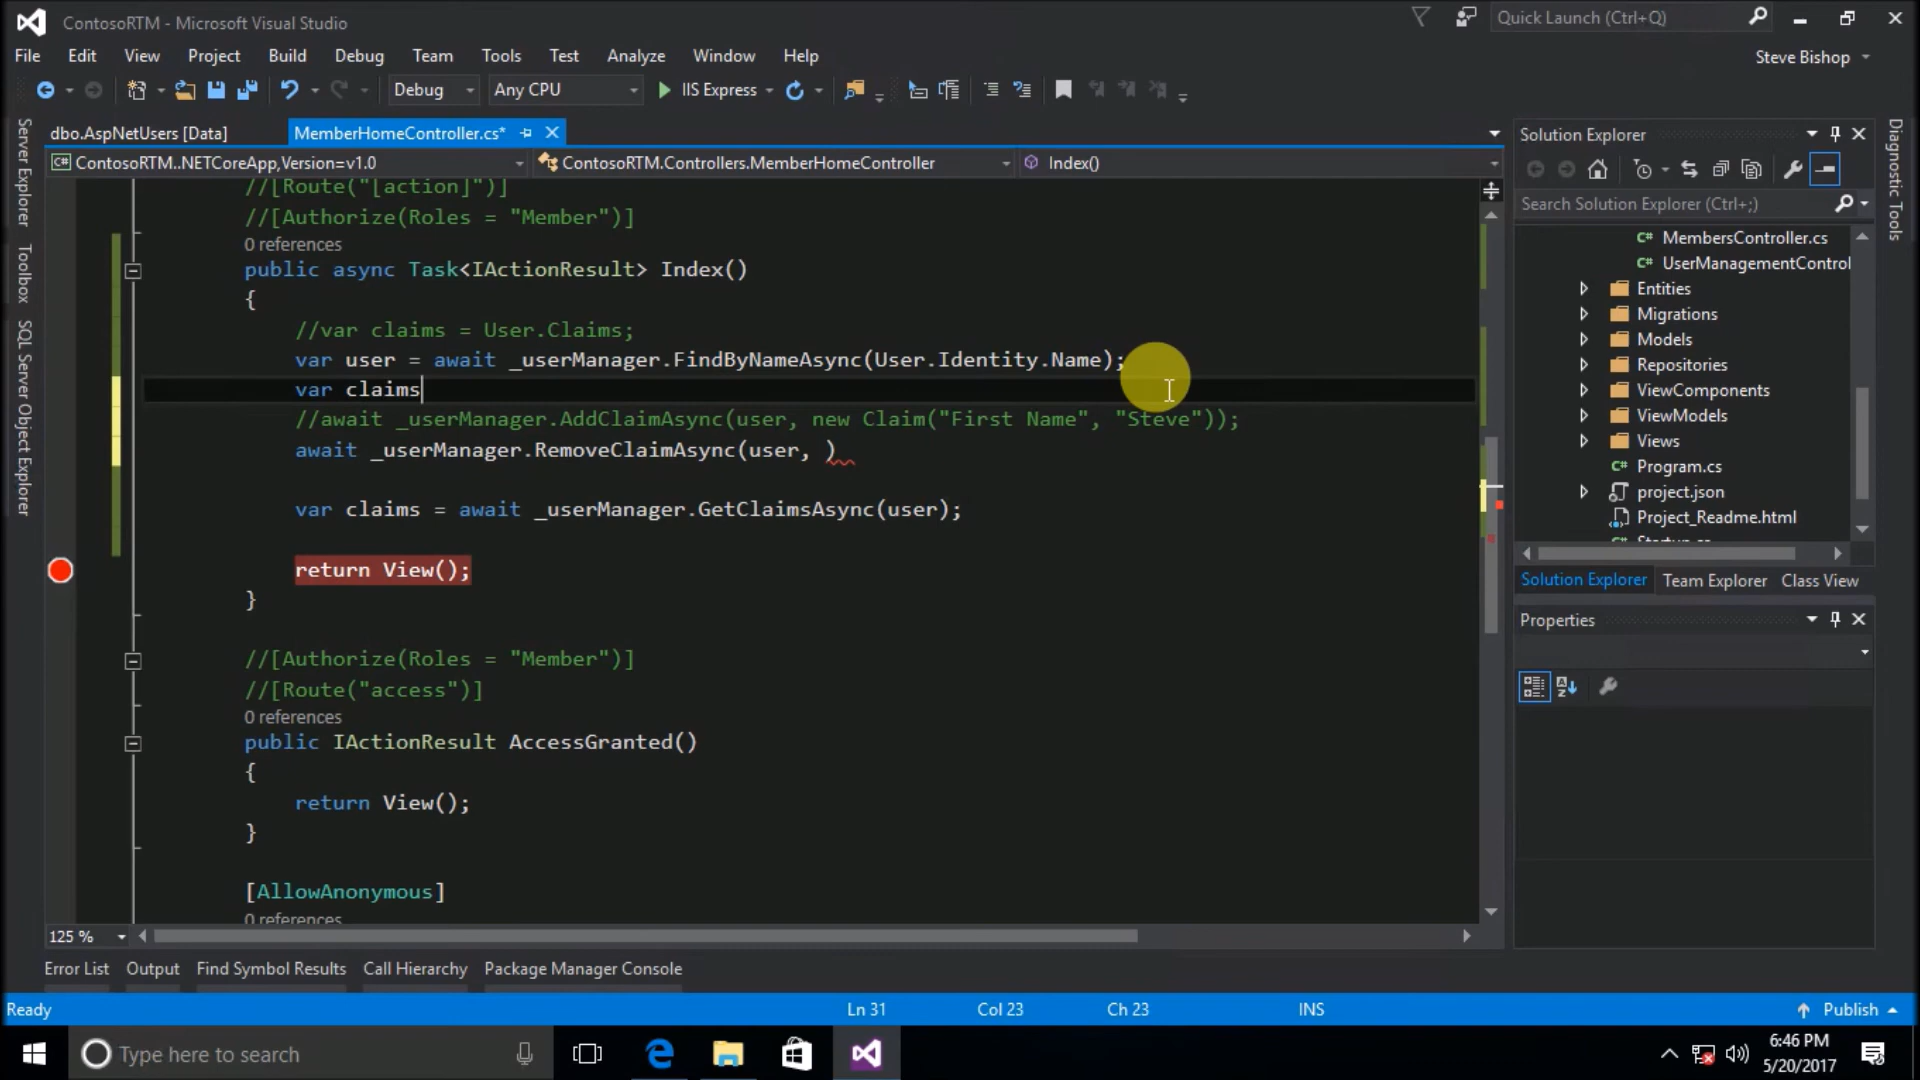 ContosoRTM - Microsoft Visual Studio
Quick Launch (Ctrl+Q)
File Edit View Project Build Debug Team Tools Test Analyze Window Help
Steve Bishop
Debug Any CPU IIS Express
dbo.AspNetUsers [Data] MemberHomeController.cs*
ContosoRTM..NETCoreApp,Version=v1.0 ContosoRTM.Controllers.MemberHomeController Index()
Server Explorer
Toolbox
SQL Server Object Explorer
//[Route("[action]")]
//[Authorize(Roles = "Member")]
0 references
public async Task<IActionResult> Index()
{
//var claims = User.Claims;
var user = await _userManager.FindByNameAsync(User.Identity.Name);
var claims
//await _userManager.AddClaimAsync(user, new Claim("First Name", "Steve"));
await _userManager.RemoveClaimAsync(user, )
var claims = await _userManager.GetClaimsAsync(user);
return View();
}
//[Authorize(Roles = "Member")]
//[Route("access")]
0 references
public IActionResult AccessGranted()
{
return View();
}
[AllowAnonymous]
0 references
125 %
Solution Explorer
Search Solution Explorer (Ctrl+;)
MembersController.cs
UserManagementControl
Entities
Migrations
Models
Repositories
ViewComponents
ViewModels
Views
Program.cs
project.json
Project_Readme.html
Startup.cs
Solution Explorer Team Explorer Class View
Properties
Diagnostic Tools
Error List Output Find Symbol Results Call Hierarchy Package Manager Console
Ready Ln 31 Col 23 Ch 23 INS Publish
Type here to search
6:46 PM
5/20/2017